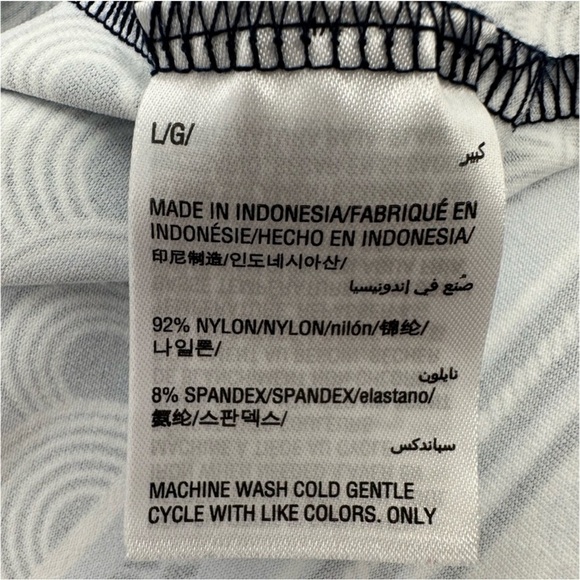 L/G/
كبير
MADE IN INDONESIA/FABRIQUÉ EN
INDONÉSIE/HECHO EN INDONESIA/
印尼制造/인도네시아산/
صُنع في إندونيسيا
92% NYLON/NYLON/nilón/锦纶/
나일론/
نايلون
8% SPANDEX/SPANDEX/elastano/
氨纶/스판덱스/
سباندكس
MACHINE WASH COLD GENTLE
CYCLE WITH LIKE COLORS. ONLY